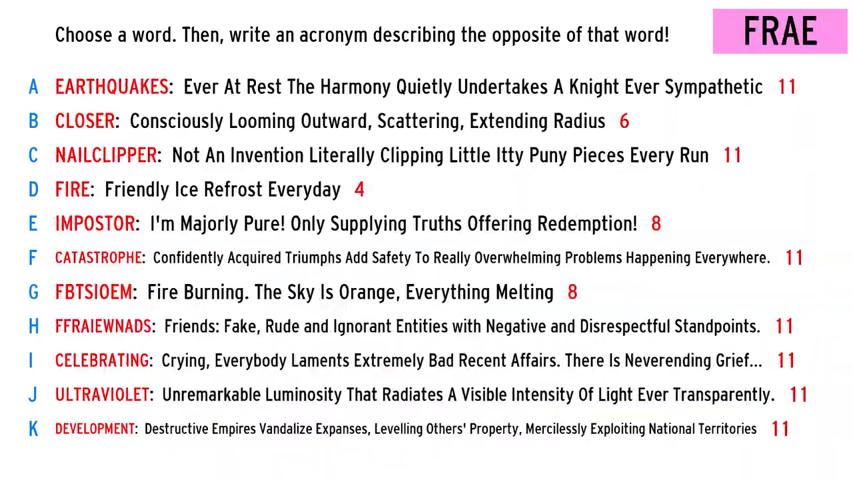 Choose a word. Then, write an acronym describing the opposite of that word!
FRAE
A EARTHQUAKES: Ever At Rest The Harmony Quietly Undertakes A Knight Ever Sympathetic 11
B CLOSER: Consciously Looming Outward, Scattering, Extending Radius 6
C NAILCLIPPER: Not An Invention Literally Clipping Little Itty Puny Pieces Every Run 11
D FIRE: Friendly Ice Refrost Everyday 4
E IMPOSTOR: I'm Majorly Pure! Only Supplying Truths Offering Redemption! 8
F CATASTROPHE: Confidently Acquired Triumphs Add Safety To Really Overwhelming Problems Happening Everywhere. 11
G FBTSIOEM: Fire Burning. The Sky Is Orange, Everything Melting 8
H FFRAIEWNADS: Friends: Fake, Rude and Ignorant Entities with Negative and Disrespectful Standpoints. 11
I CELEBRATING: Crying, Everybody Laments Extremely Bad Recent Affairs. There Is Neverending Grief... 11
J ULTRAVIOLET: Unremarkable Luminosity That Radiates A Visible Intensity Of Light Ever Transparently. 11
K DEVELOPMENT: Destructive Empires Vandalize Expanses, Levelling Others' Property, Mercilessly Exploiting National Territories 11